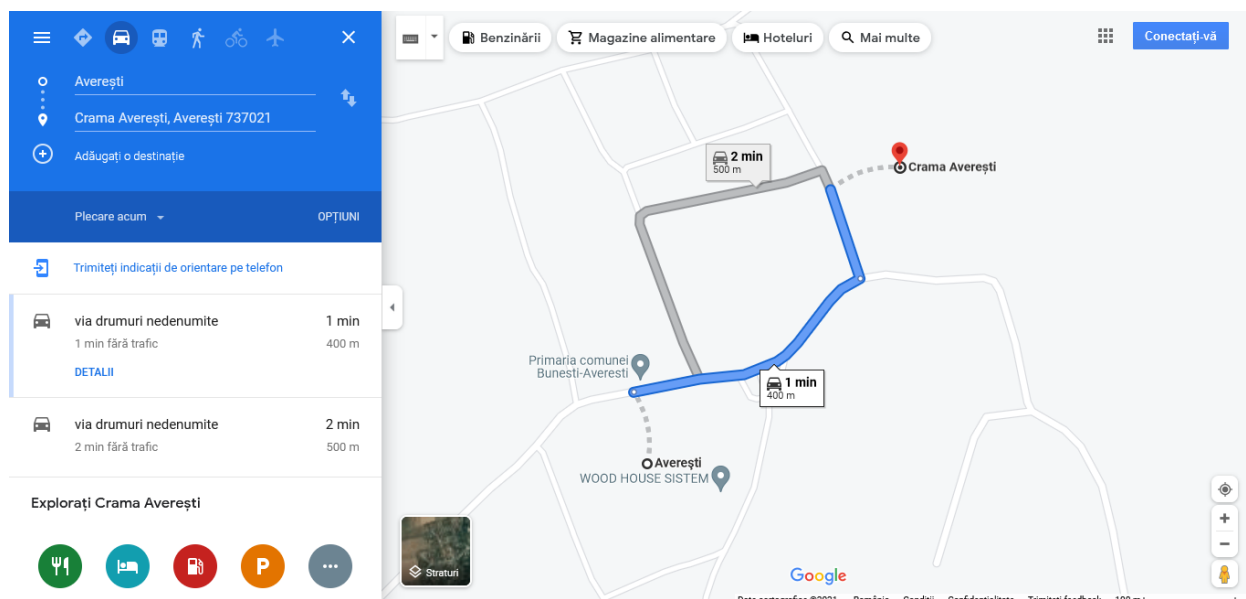 Averești
Crama Averești, Averești 737021
Adăugați o destinație
Plecare acum
OPȚIUNI
Trimiteți indicații de orientare pe telefon
via drumuri nedenumite 1 min
1 min fără trafic 400 m
DETALII
via drumuri nedenumite 2 min
2 min fără trafic 500 m
Explorați Crama Averești
P
Benzinării
Magazine alimentare
Hoteluri
Mai multe
Conectați-vă
2 min
500 m
Crama Averești
Primaria comunei
Bunesti-Averesti
1 min
400 m
Averești
WOOD HOUSE SISTEM
Straturi
Google